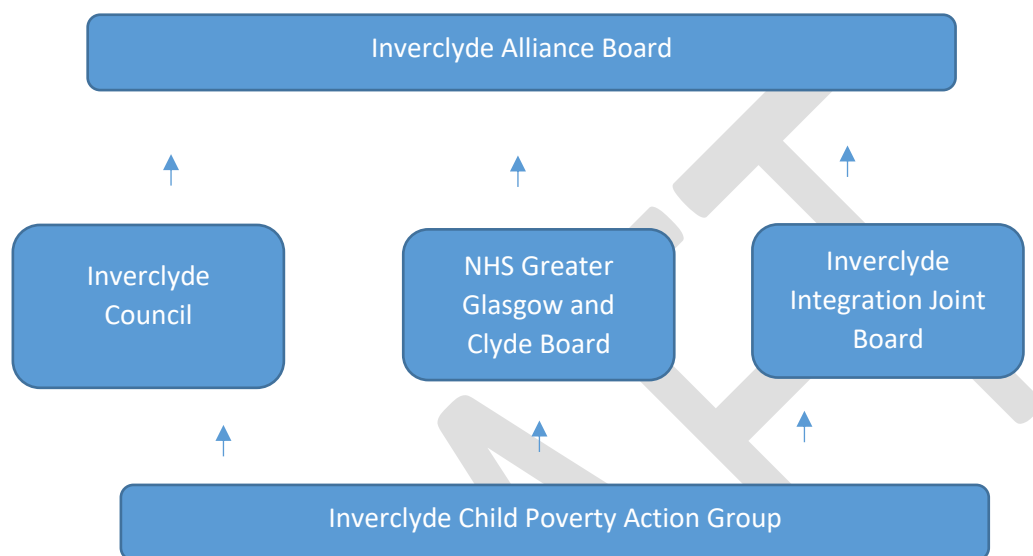 Inverclyde Alliance Board
Inverclyde
Council
NHS Greater
Glasgow and
Clyde Board
Inverclyde
Integration Joint
Board
Inverclyde Child Poverty Action Group